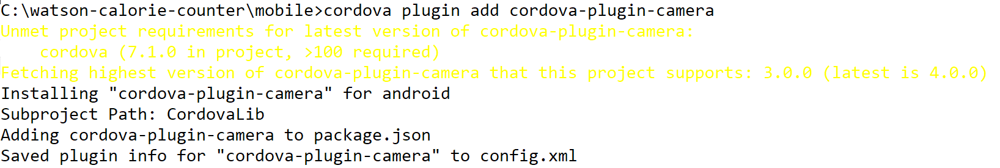 C:\watson-calorie-counter\mobile>cordova plugin add cordova-plugin-camera
Unmet project requirements for latest version of cordova-plugin-camera:
    cordova (7.1.0 in project, >100 required)
Fetching highest version of cordova-plugin-camera that this project supports: 3.0.0 (latest is 4.0.0)
Installing "cordova-plugin-camera" for android
Subproject Path: CordovaLib
Adding cordova-plugin-camera to package.json
Saved plugin info for "cordova-plugin-camera" to config.xml